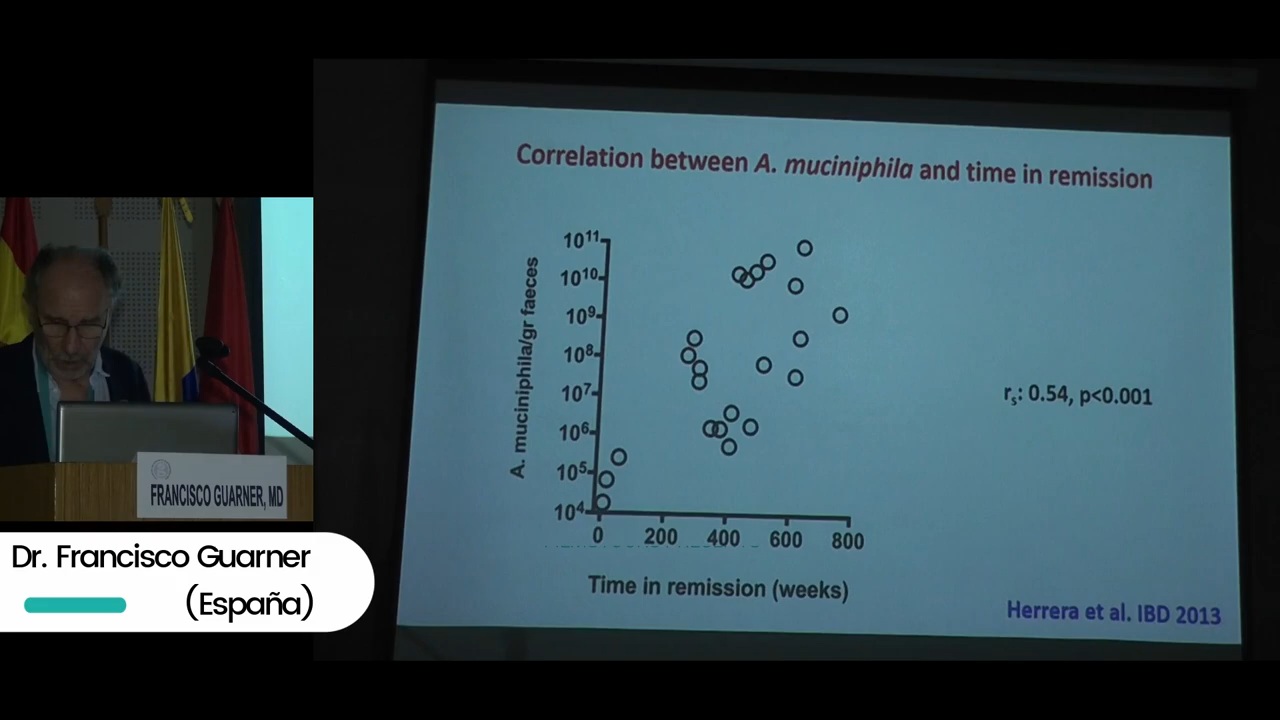 Correlation between A. muciniphila and time in remission
A. muciniphila/gr faeces
10¹¹
10¹⁰
10⁹
10⁸
10⁷
10⁶
10⁵
10⁴
0 200 400 600 800
Time in remission (weeks)
rₛ: 0.54, p<0.001
Herrera et al. IBD 2013
FRANCISCO GUARNER, MD
Dr. Francisco Guarner
(España)